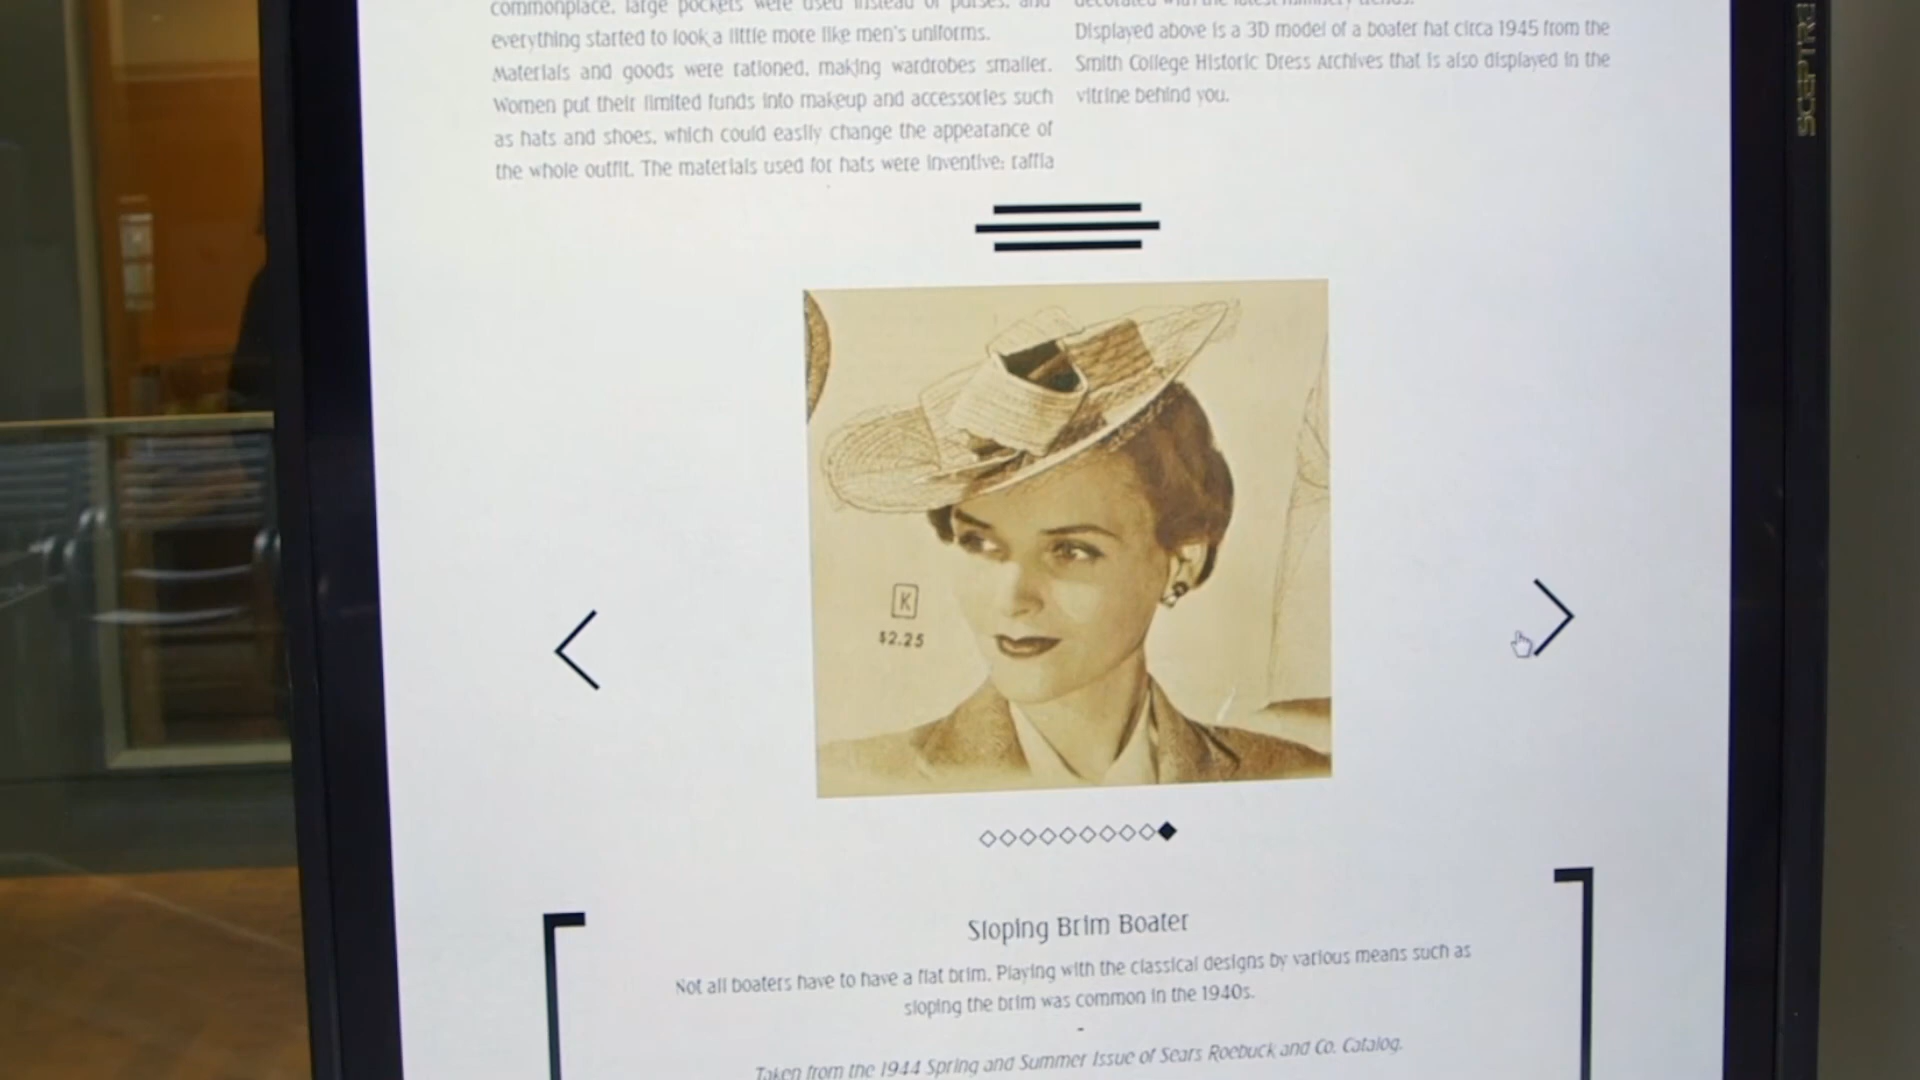 commonplace, large pockets were used instead of purses, and
everything started to look a little more like men's uniforms.
Materials and goods were rationed, making wardrobes smaller.
Women put their limited funds into makeup and accessories such
as hats and shoes, which could easily change the appearance of
the whole outfit. The materials used for hats were inventive: raffia
decorated with the latest millinery trends.
Displayed above is a 3D model of a boater hat circa 1945 from the
Smith College Historic Dress Archives that is also displayed in the
vitrine behind you.
SCEPTRE
K
$2.25
Sloping Brim Boater
Not all boaters have to have a flat brim. Playing with the classical designs by various means such as
sloping the brim was common in the 1940s.
-
Taken from the 1944 Spring and Summer Issue of Sears Roebuck and Co. Catalog.